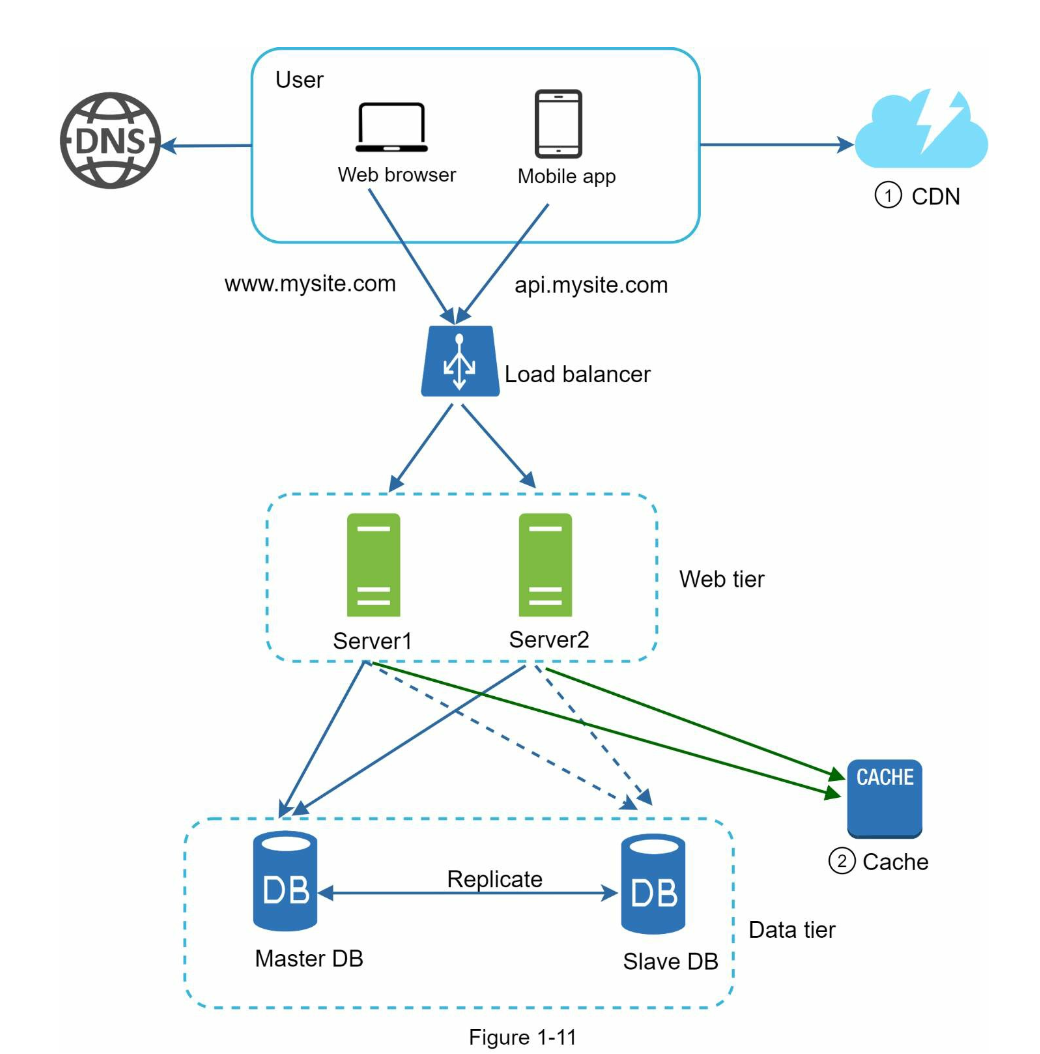 User
DNS
Web browser
Mobile app
1 CDN
www.mysite.com
api.mysite.com
Load balancer
Web tier
Server1
Server2
CACHE
2 Cache
Replicate
DB
DB
Data tier
Master DB
Slave DB
Figure 1-11